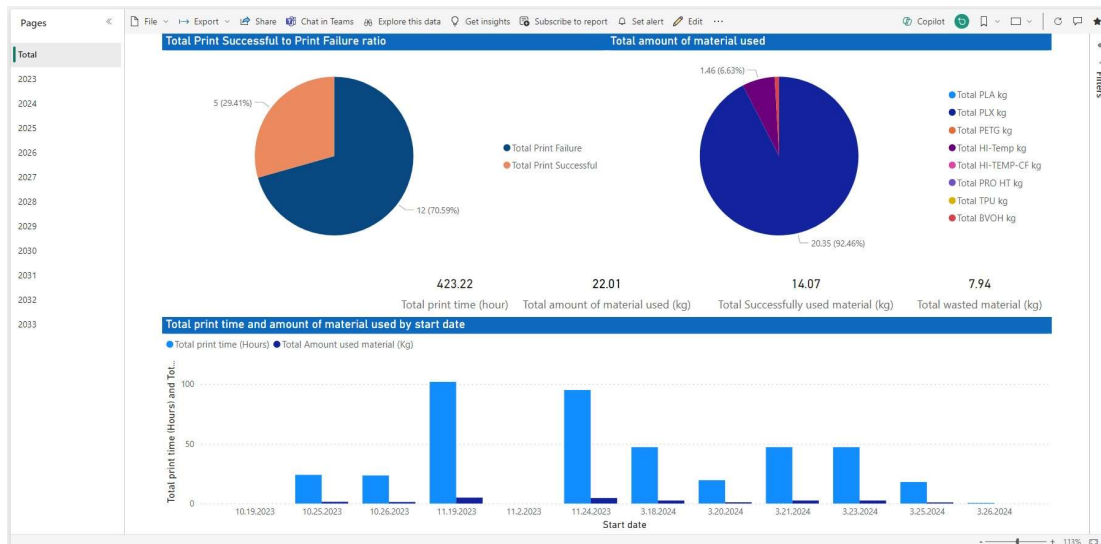 Pages
File
Export
Share
Chat in Teams
Explore this data
Get insights
Subscribe to report
Set alert
Edit
Copilot
Total
2023
2024
2025
2026
2027
2028
2029
2030
2031
2032
2033
Filters
Total Print Successful to Print Failure ratio
5 (29.41%)
12 (70.59%)
Total Print Failure
Total Print Successful
Total amount of material used
1.46 (6.63%)
20.35 (92.46%)
Total PLA kg
Total PLX kg
Total PETG kg
Total HI-Temp kg
Total HI-TEMP-CF kg
Total PRO HT kg
Total TPU kg
Total BVOH kg
423.22
Total print time (hour)
22.01
Total amount of material used (kg)
14.07
Total Successfully used material (kg)
7.94
Total wasted material (kg)
Total print time and amount of material used by start date
Total print time (Hours) Total Amount used material (Kg)
Total print time (Hours) and Tot...
100
50
0
10.19.2023 10.25.2023 10.26.2023 11.19.2023 11.2.2023 11.24.2023 3.18.2024 3.20.2024 3.21.2024 3.23.2024 3.25.2024 3.26.2024
Start date
113%